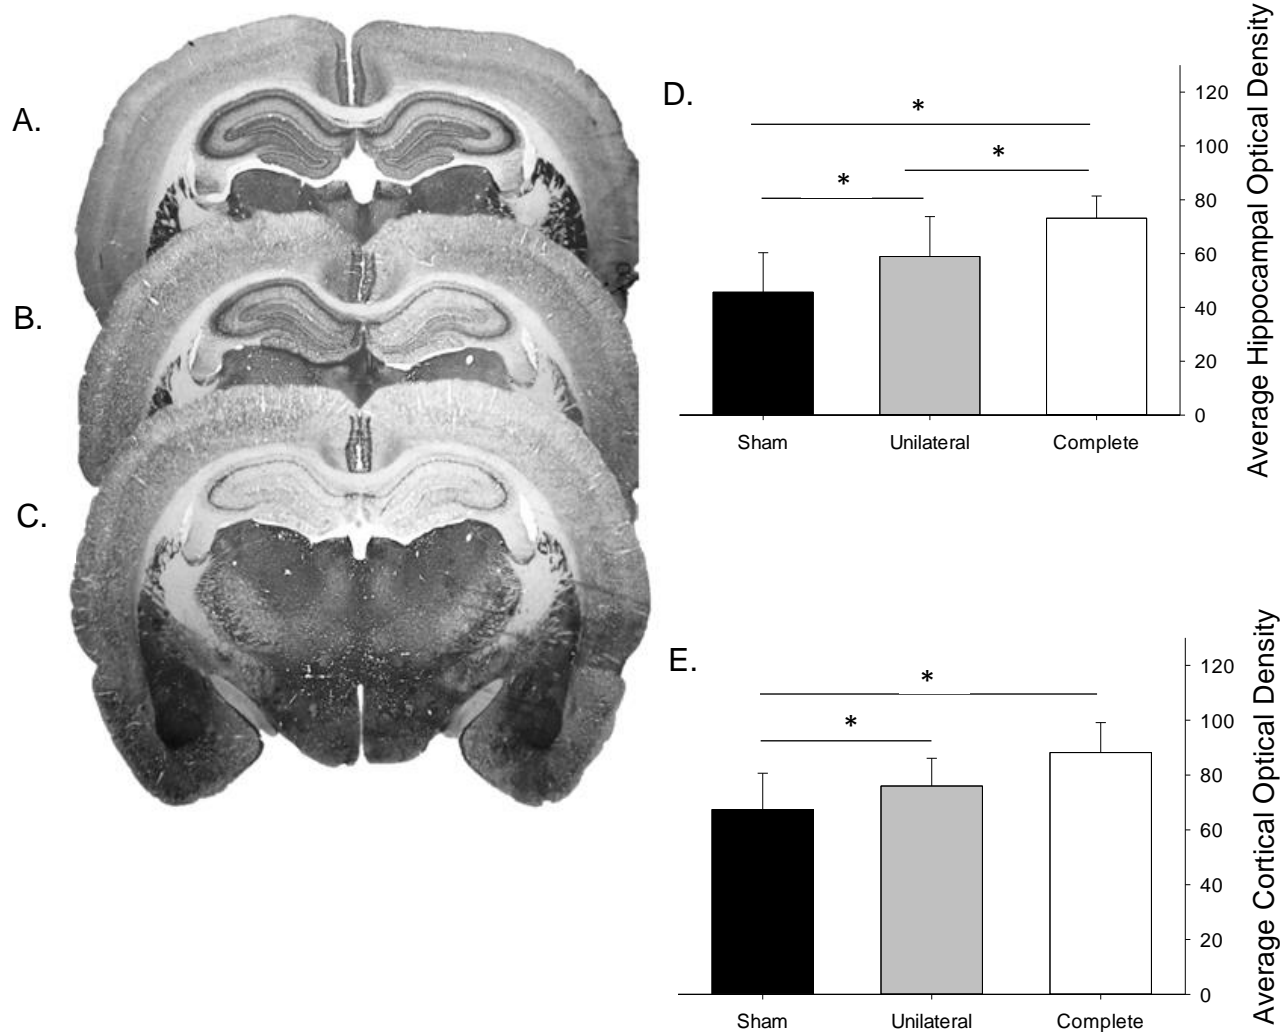 A.
B.
C.
D.
*
*
*
120
100
80
60
40
20
0
Average Hippocampal Optical Density
Sham Unilateral Complete
E.
*
*
120
100
80
60
40
20
0
Average Cortical Optical Density
Sham Unilateral Complete